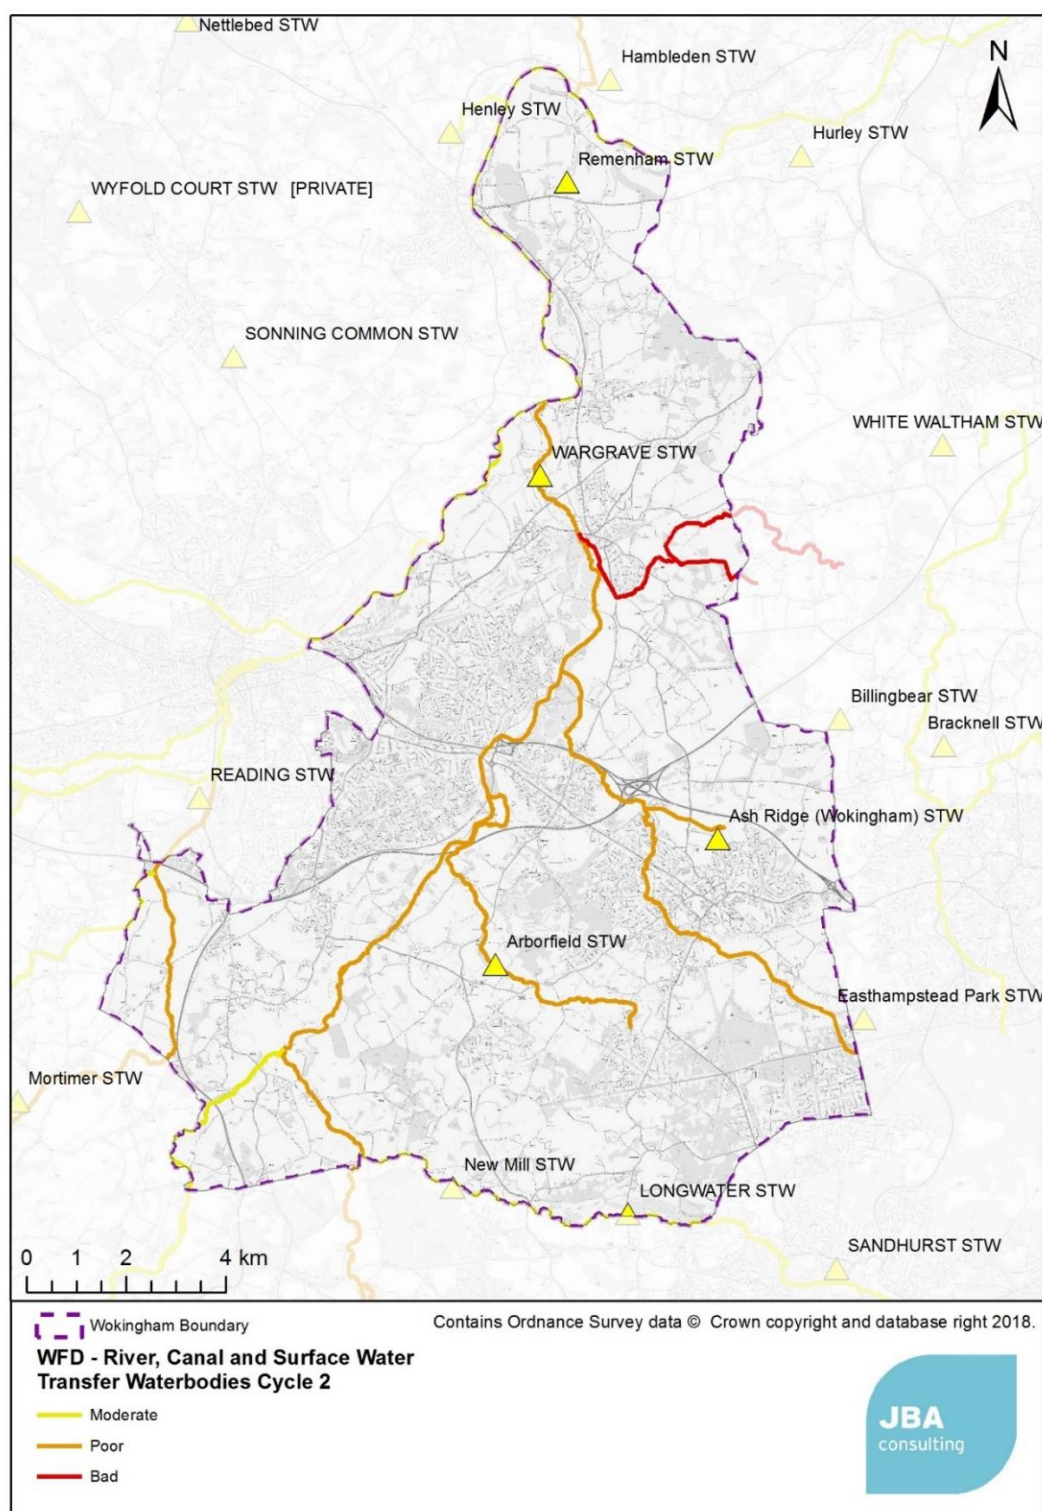 Nettlebed STW
Hambleden STW
N
Henley STW
Hurley STW
Remenham STW
WYFOLD COURT STW [PRIVATE]
SONNING COMMON STW
WHITE WALTHAM STW
WARGRAVE STW
Billingbear STW
Bracknell STW
READING STW
Ash Ridge (Wokingham) STW
Arborfield STW
Easthampstead Park STW
Mortimer STW
New Mill STW
LONGWATER STW
SANDHURST STW
0 1 2 4 km
Wokingham Boundary
Contains Ordnance Survey data © Crown copyright and database right 2018.
WFD - River, Canal and Surface Water
Transfer Waterbodies Cycle 2
Moderate
Poor
Bad
JBA
consulting